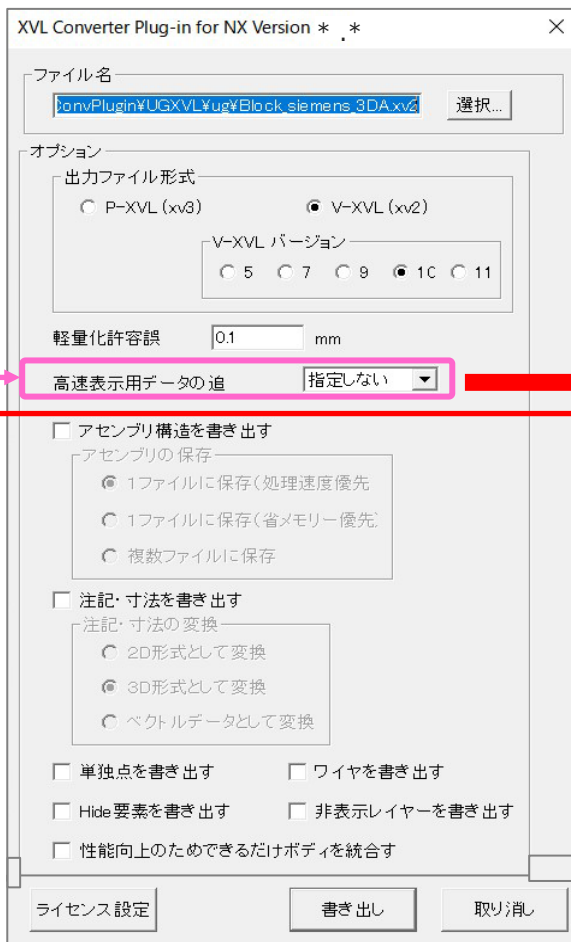 XVL Converter Plug-in for NX Version * .*
ファイル名
ConvPlugin¥UGXVL¥ug¥Block_siemens_3DA.xv2
選択...
オプション
出力ファイル形式
P-XVL (xv3) V-XVL (xv2)
V-XVL バージョン
5 7 9 10 11
軽量化許容誤 0.1 mm
高速表示用データの追 指定しない
アセンブリ構造を書き出す
アセンブリの保存
1ファイルに保存(処理速度優先
1ファイルに保存(省メモリー優先)
複数ファイルに保存
注記・寸法を書き出す
注記・寸法の変換
2D形式として変換
3D形式として変換
ベクトルデータとして変換
単独点を書き出す ワイヤを書き出す
Hide要素を書き出す 非表示レイヤーを書き出す
性能向上のためできるだけボディを統合す
ライセンス設定 書き出し 取り消し